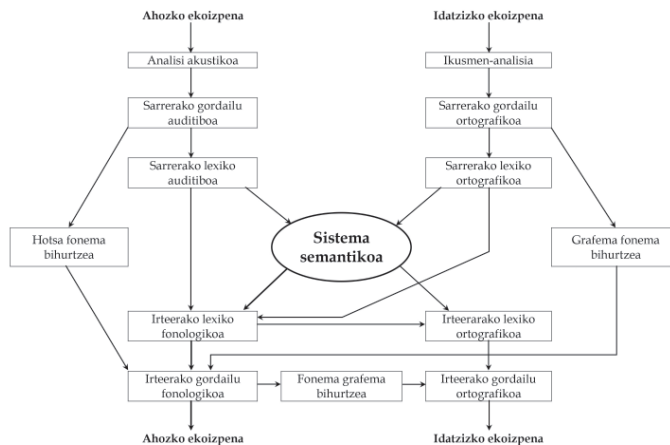 Ahozko ekoizpena
Idatzizko ekoizpena
Analisi akustikoa
Ikusmen-analisia
Sarrerako gordailu
auditiboa
Sarrerako gordailu
ortografikoa
Sarrerako lexiko
auditiboa
Sarrerako lexiko
ortografikoa
Hotsa fonema
bihurtzea
Sistema
semantikoa
Grafema fonema
bihurtzea
Irteerako lexiko
fonologikoa
Irteerarako lexiko
ortografikoa
Irteerako gordailu
fonologikoa
Fonema grafema
bihurtzea
Irteerako gordailu
ortografikoa
Ahozko ekoizpena
Idatzizko ekoizpena